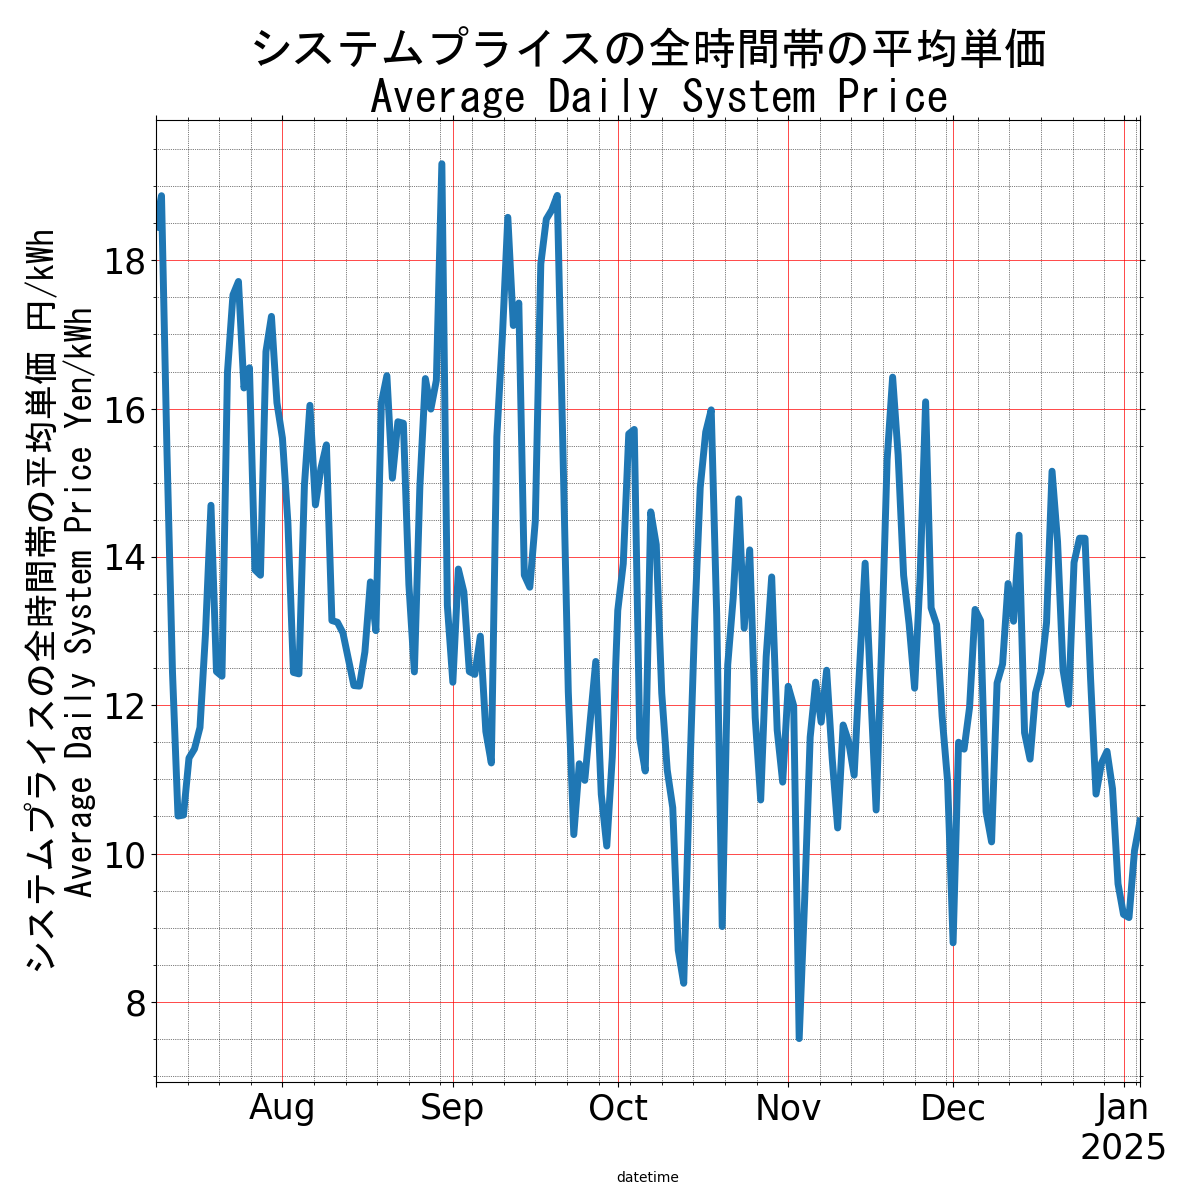 システムプライスの全時間帯の平均単価
Average Daily System Price
システムプライスの全時間帯の平均単価 円/kWh
Average Daily System Price Yen/kWh
18
16
14
12
10
8
Aug
Sep
Oct
Nov
Dec
Jan
2025
datetime